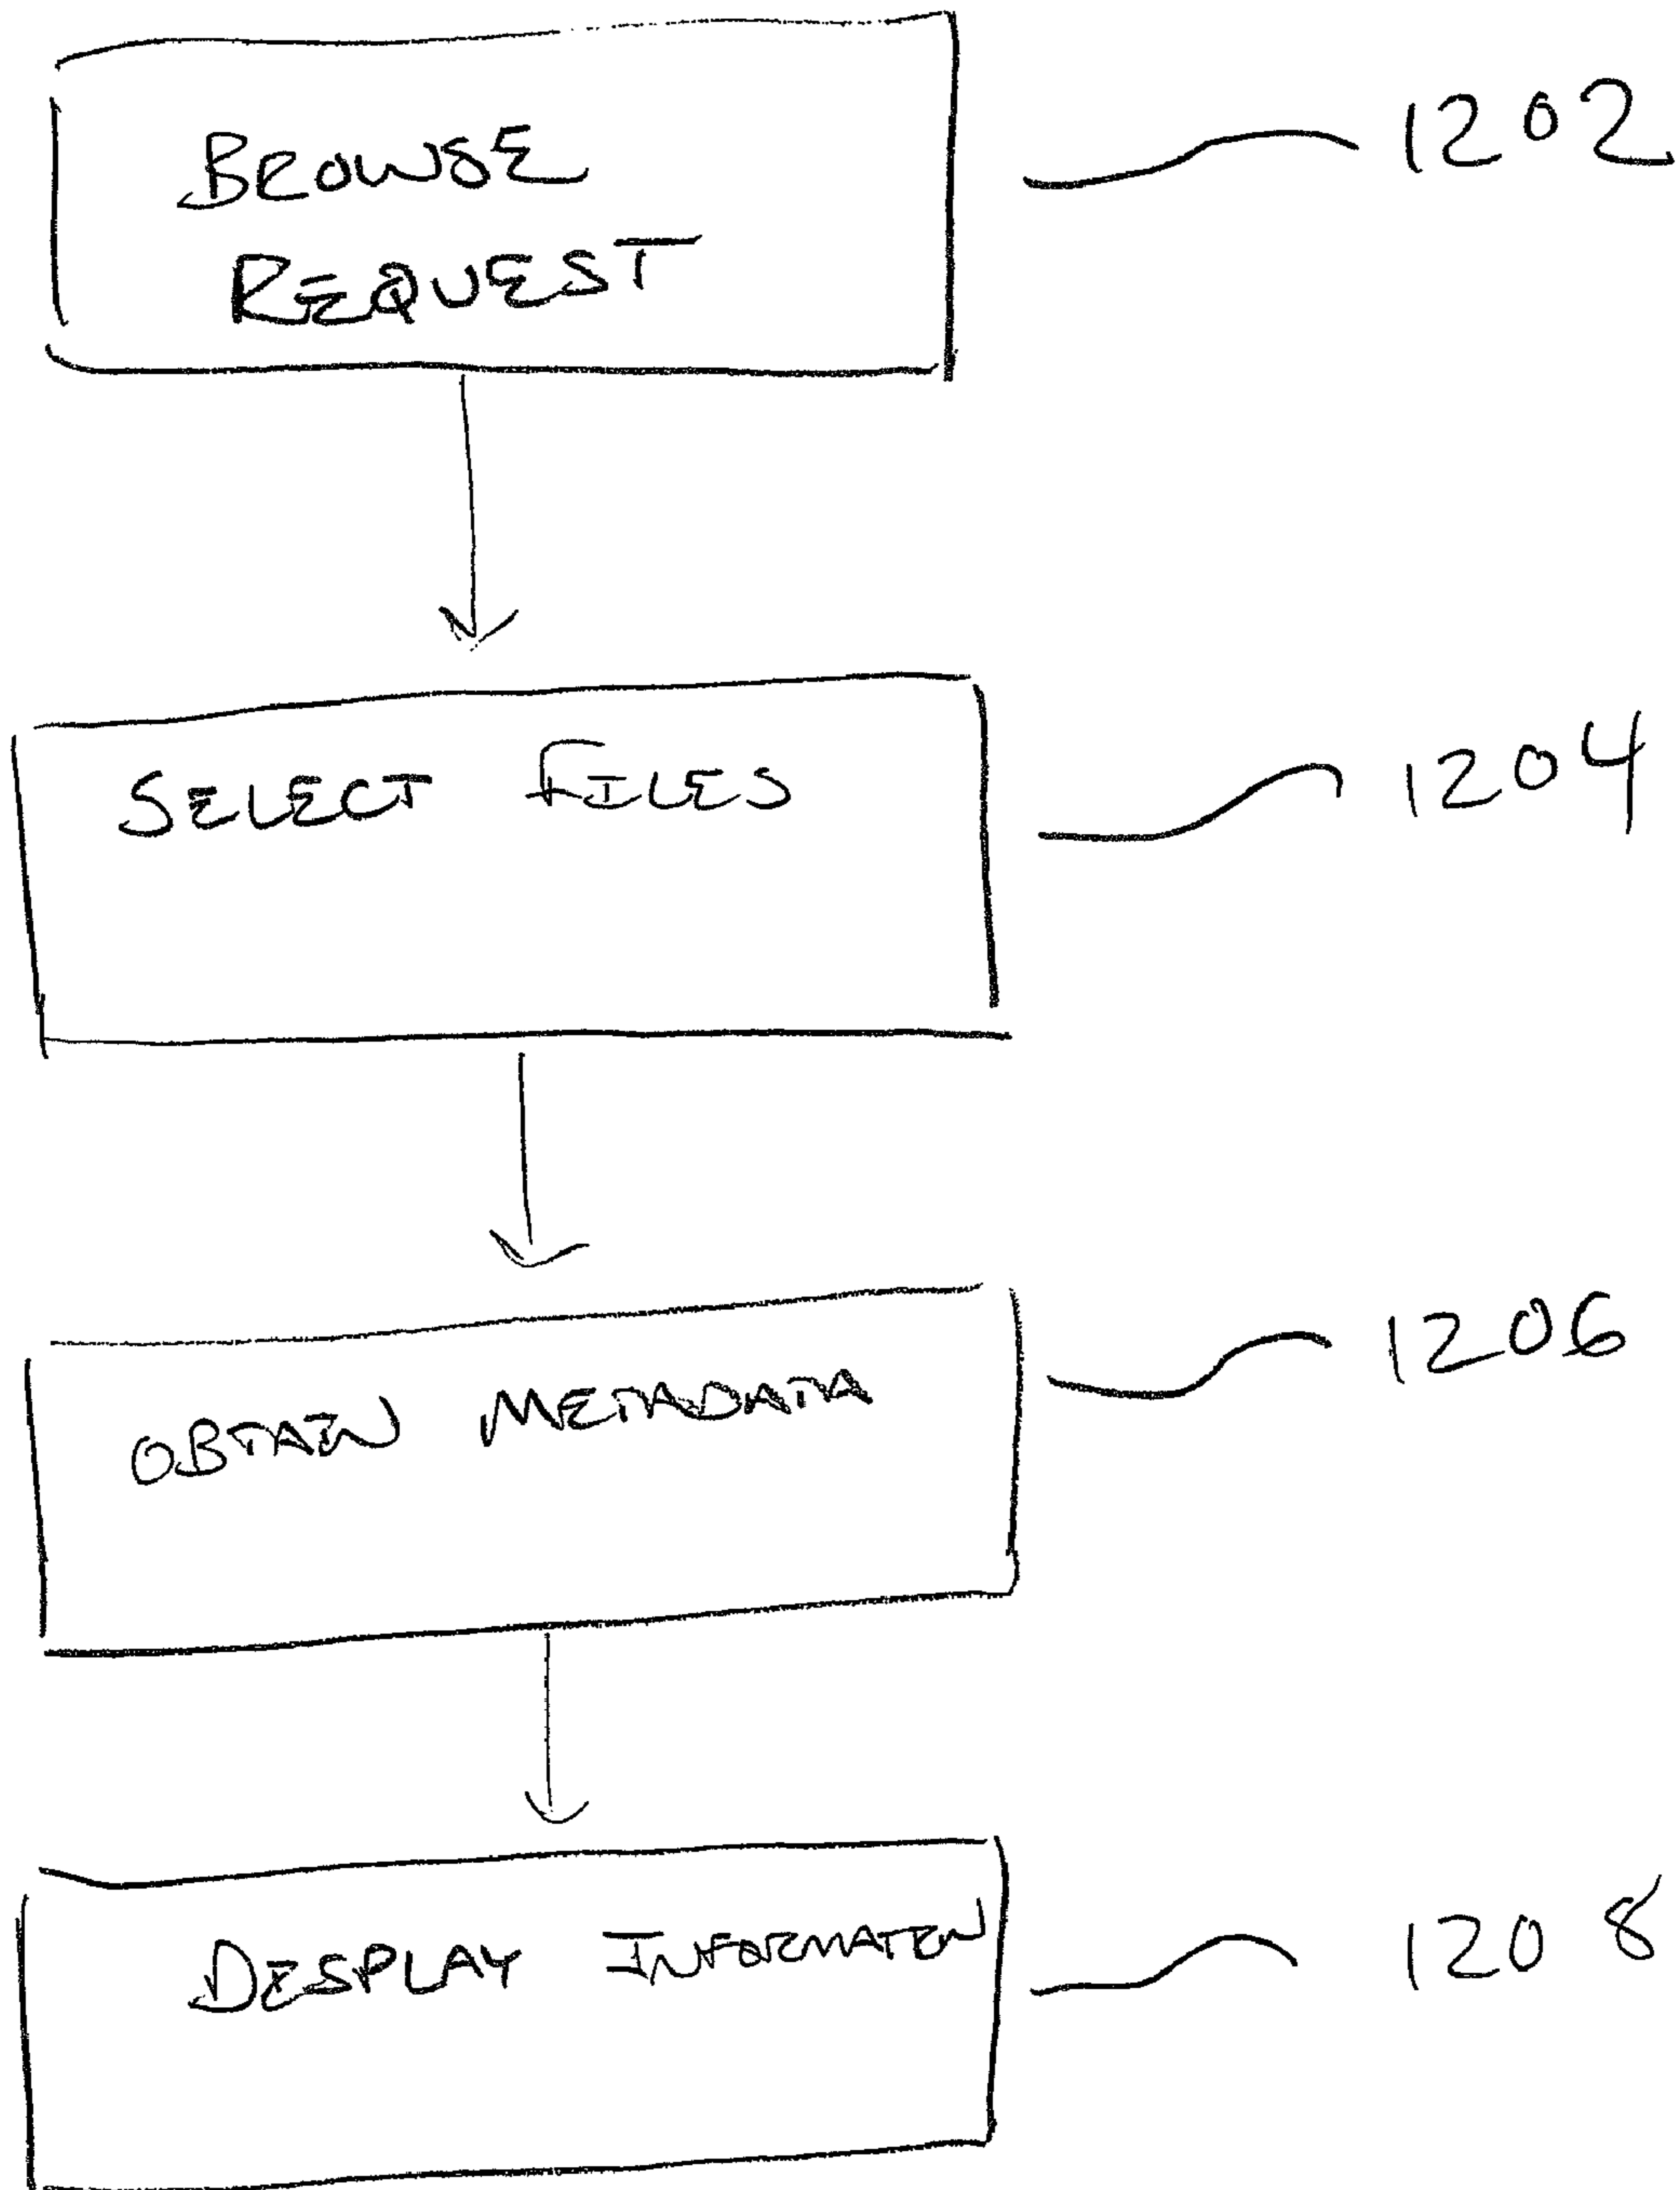 BROWSE
REQUEST
1202
SELECT FILES
1204
OBTAIN METADATA
1206
DISPLAY INFORMATION
1208